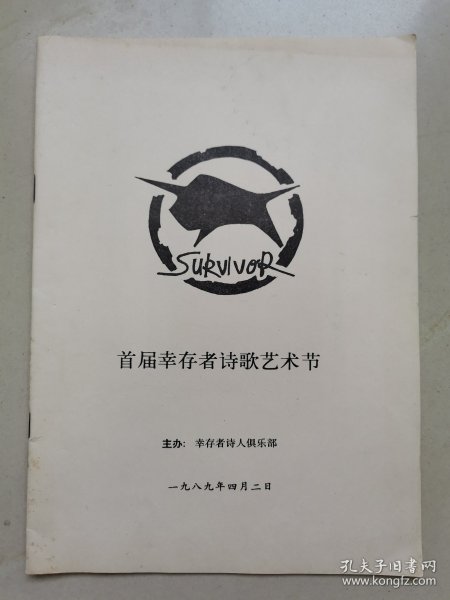 SURVIVOR
首届幸存者诗歌艺术节
主办：幸存者诗人俱乐部
一九八九年四月二日
孔夫子旧书网
www.kongfz.com